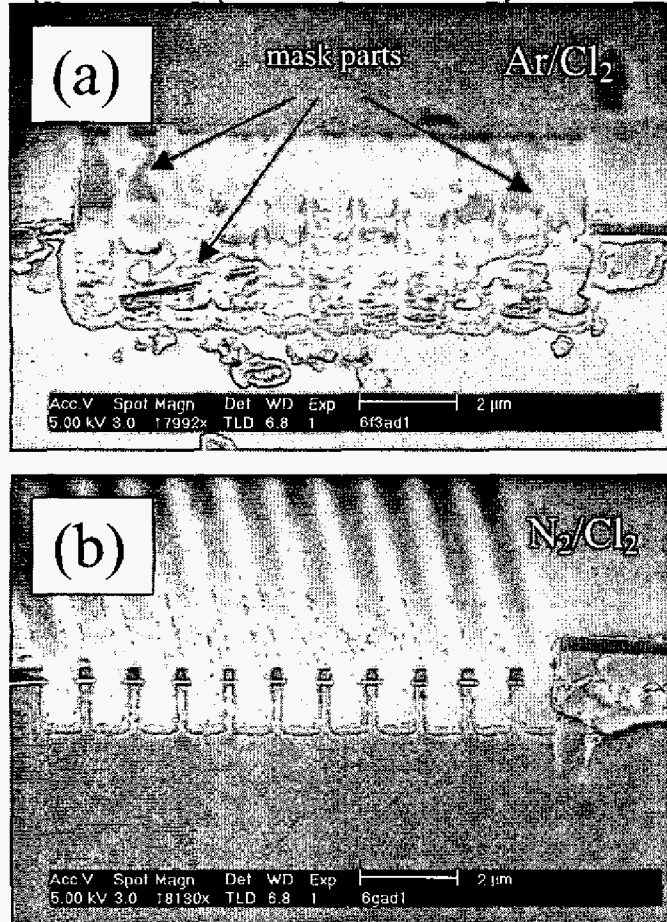 (a)
mask parts
Ar/Cl₂
Acc.V Spot Magn Det WD Exp 2 µm
5.00 kV 3.0 17992x TLD 6.8 1 6f3ad1
(b)
N₂/Cl₂
Acc.V Spot Magn Det WD Exp 2 µm
5.00 kV 3.0 18130x TLD 6.8 1 6gad1